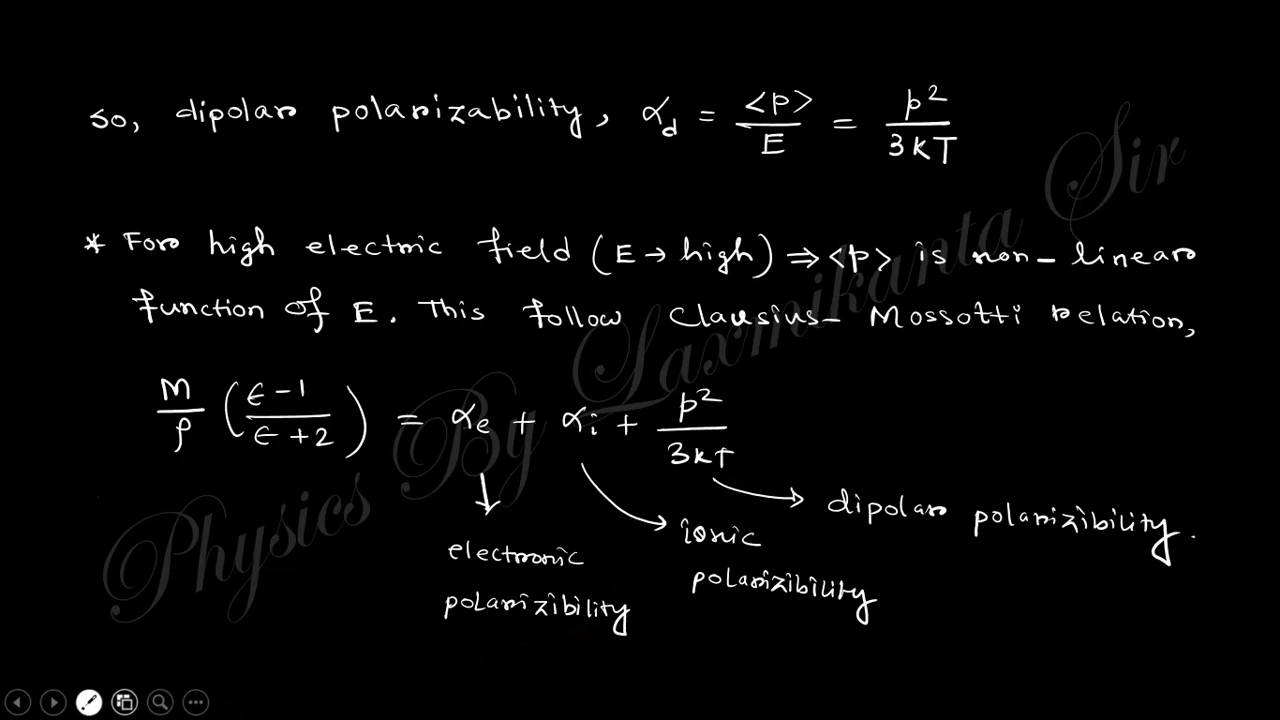 so, dipolar polarizability, α_d = <p>/E = p²/3kT
* For high electric field (E → high) ⇒ <p> is non-linear
function of E. This follow Clausius-Mossotti relation,
M/ρ (ϵ-1/ϵ+2) = α_e + α_i + p²/3kT
dipolar polarizibility.
electronic
polarizibility
ionic
polarizibility
Physics By Laxmikanta Sir